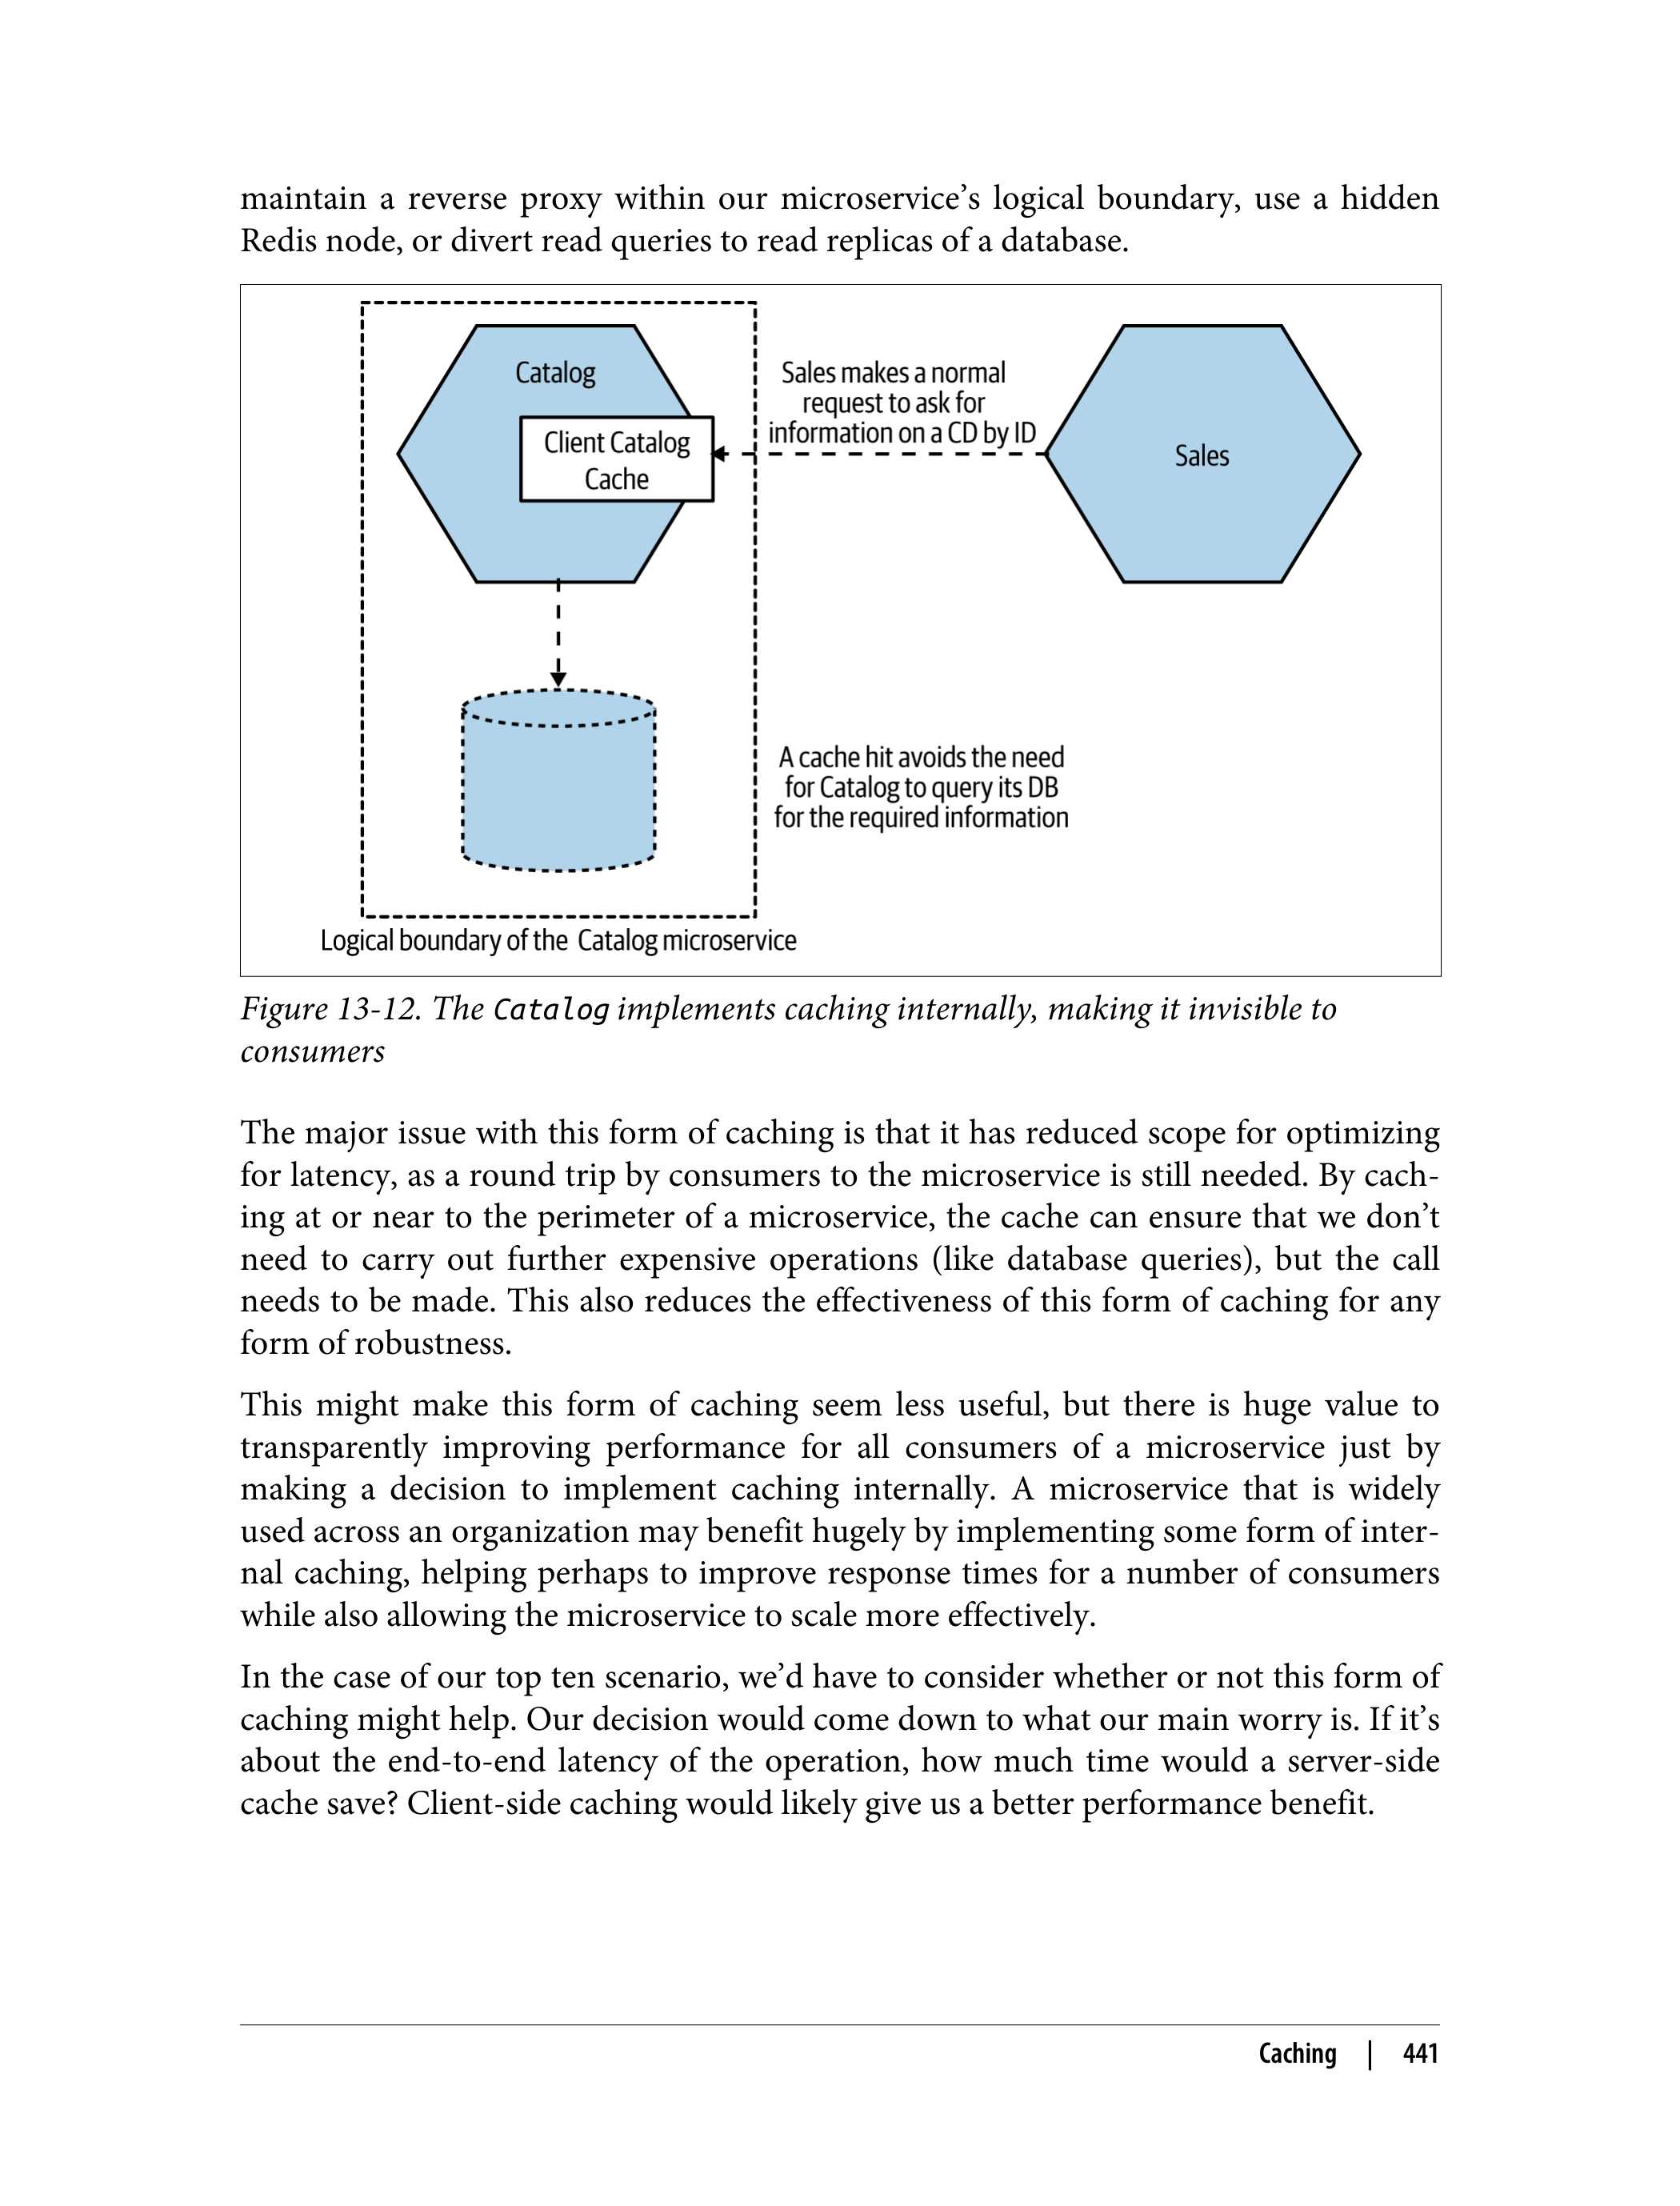 maintain a reverse proxy within our microservice’s logical boundary, use a hidden
Redis node, or divert read queries to read replicas of a database.
Catalog
Client Catalog
Cache
Sales makes a normal
request to ask for
information on a CD by ID
Sales
A cache hit avoids the need
for Catalog to query its DB
for the required information
Logical boundary of the Catalog microservice
Figure 13-12. The Catalog implements caching internally, making it invisible to
consumers
The major issue with this form of caching is that it has reduced scope for optimizing
for latency, as a round trip by consumers to the microservice is still needed. By cach-
ing at or near to the perimeter of a microservice, the cache can ensure that we don’t
need to carry out further expensive operations (like database queries), but the call
needs to be made. This also reduces the effectiveness of this form of caching for any
form of robustness.
This might make this form of caching seem less useful, but there is huge value to
transparently improving performance for all consumers of a microservice just by
making a decision to implement caching internally. A microservice that is widely
used across an organization may benefit hugely by implementing some form of inter-
nal caching, helping perhaps to improve response times for a number of consumers
while also allowing the microservice to scale more effectively.
In the case of our top ten scenario, we’d have to consider whether or not this form of
caching might help. Our decision would come down to what our main worry is. If it’s
about the end-to-end latency of the operation, how much time would a server-side
cache save? Client-side caching would likely give us a better performance benefit.
Caching | 441